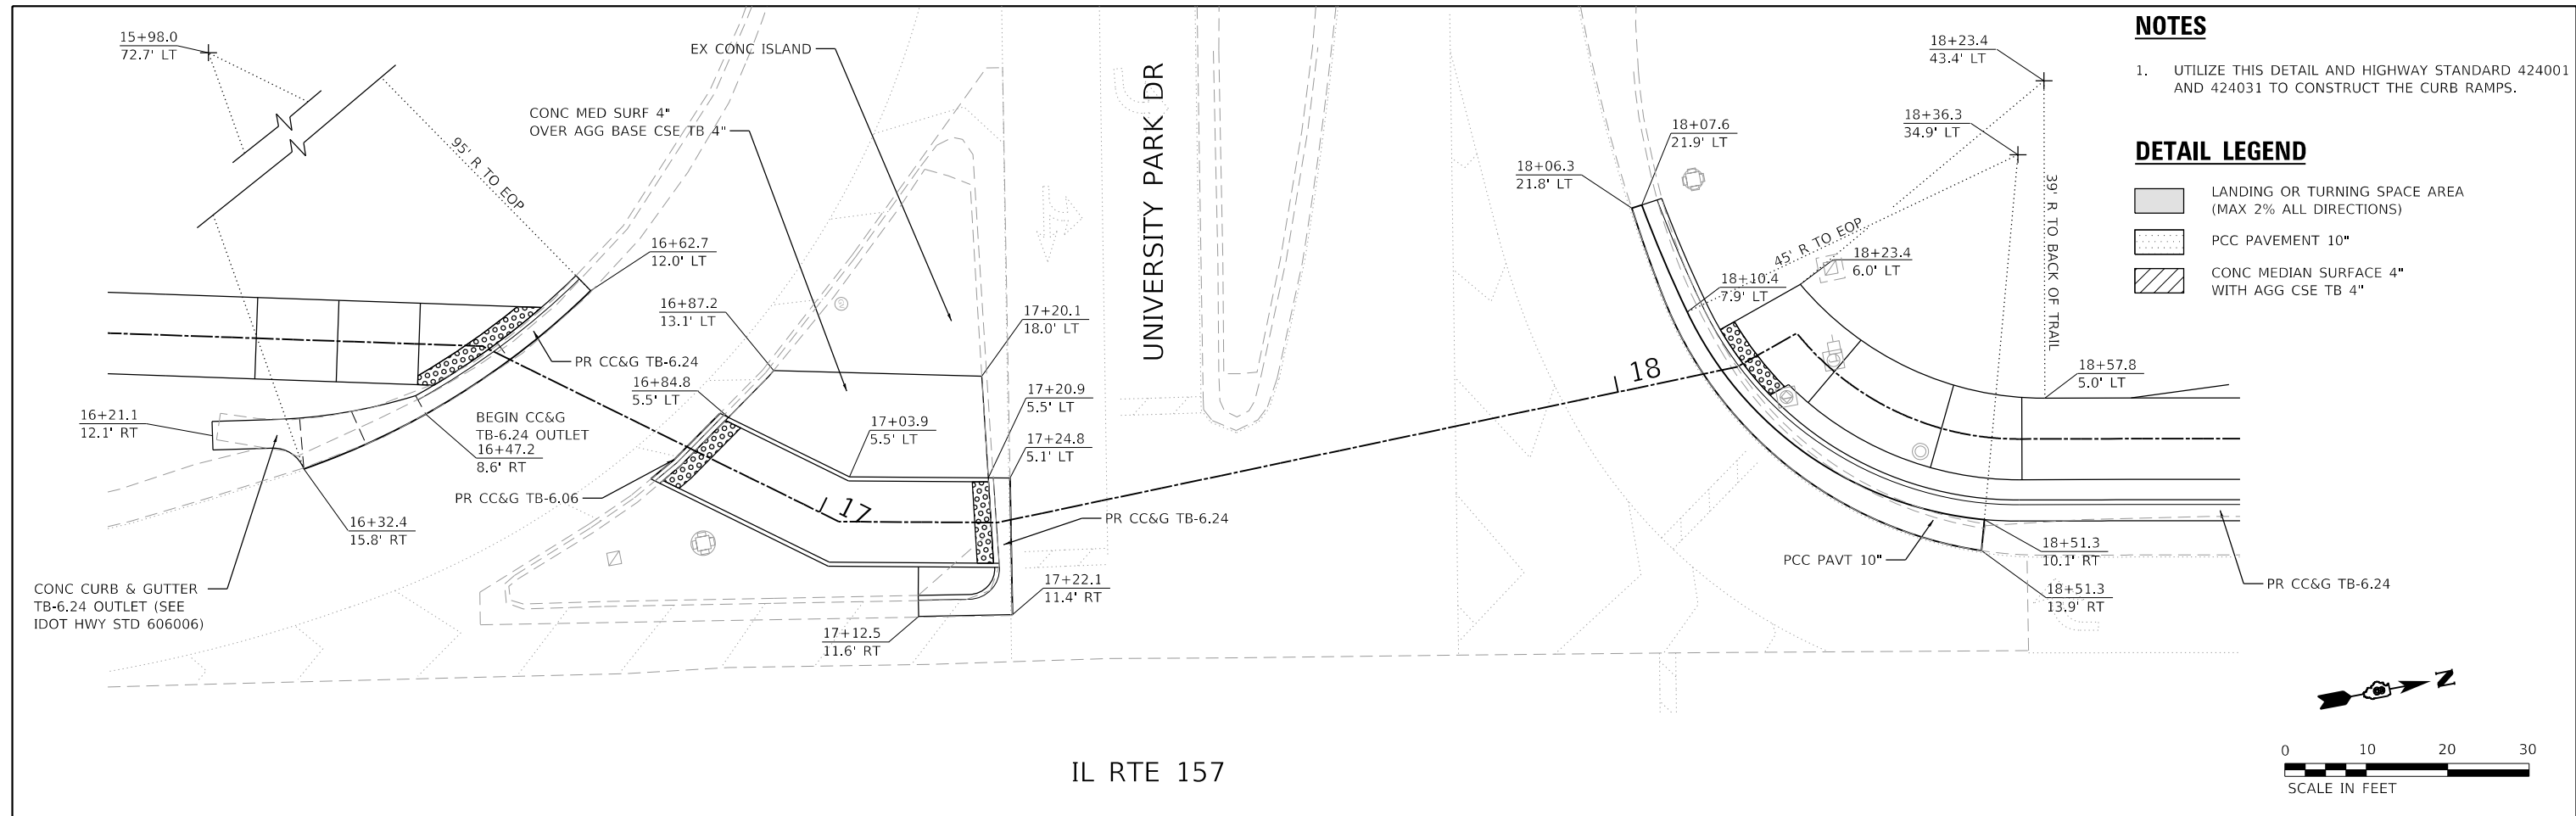 15+98.0
72.7' LT
95' R TO EOP
16+62.7
12.0' LT
PR CC&G TB-6.24
16+21.1
12.1' RT
BEGIN CC&G
TB-6.24 OUTLET
16+47.2
8.6' RT
16+32.4
15.8' RT
CONC CURB & GUTTER
TB-6.24 OUTLET (SEE
IDOT HWY STD 606006)
EX CONC ISLAND
CONC MED SURF 4"
OVER AGG BASE CSE TB 4"
16+87.2
13.1' LT
16+84.8
5.5' LT
17+03.9
5.5' LT
PR CC&G TB-6.06
17
17+20.1
18.0' LT
17+20.9
5.5' LT
17+24.8
5.1' LT
PR CC&G TB-6.24
17+22.1
11.4' RT
17+12.5
11.6' RT
UNIVERSITY PARK DR
IL RTE 157
18
18+06.3
21.8' LT
18+07.6
21.9' LT
18+23.4
43.4' LT
18+36.3
34.9' LT
45' R TO EOP
39' R TO BACK OF TRAIL
18+23.4
6.0' LT
18+10.4
7.9' LT
18+57.8
5.0' LT
PCC PAVT 10"
18+51.3
10.1' RT
18+51.3
13.9' RT
PR CC&G TB-6.24
NOTES
1. UTILIZE THIS DETAIL AND HIGHWAY STANDARD 424001
AND 424031 TO CONSTRUCT THE CURB RAMPS.
DETAIL LEGEND
LANDING OR TURNING SPACE AREA
(MAX 2% ALL DIRECTIONS)
PCC PAVEMENT 10"
CONC MEDIAN SURFACE 4"
WITH AGG CSE TB 4"
N
0 10 20 30
SCALE IN FEET